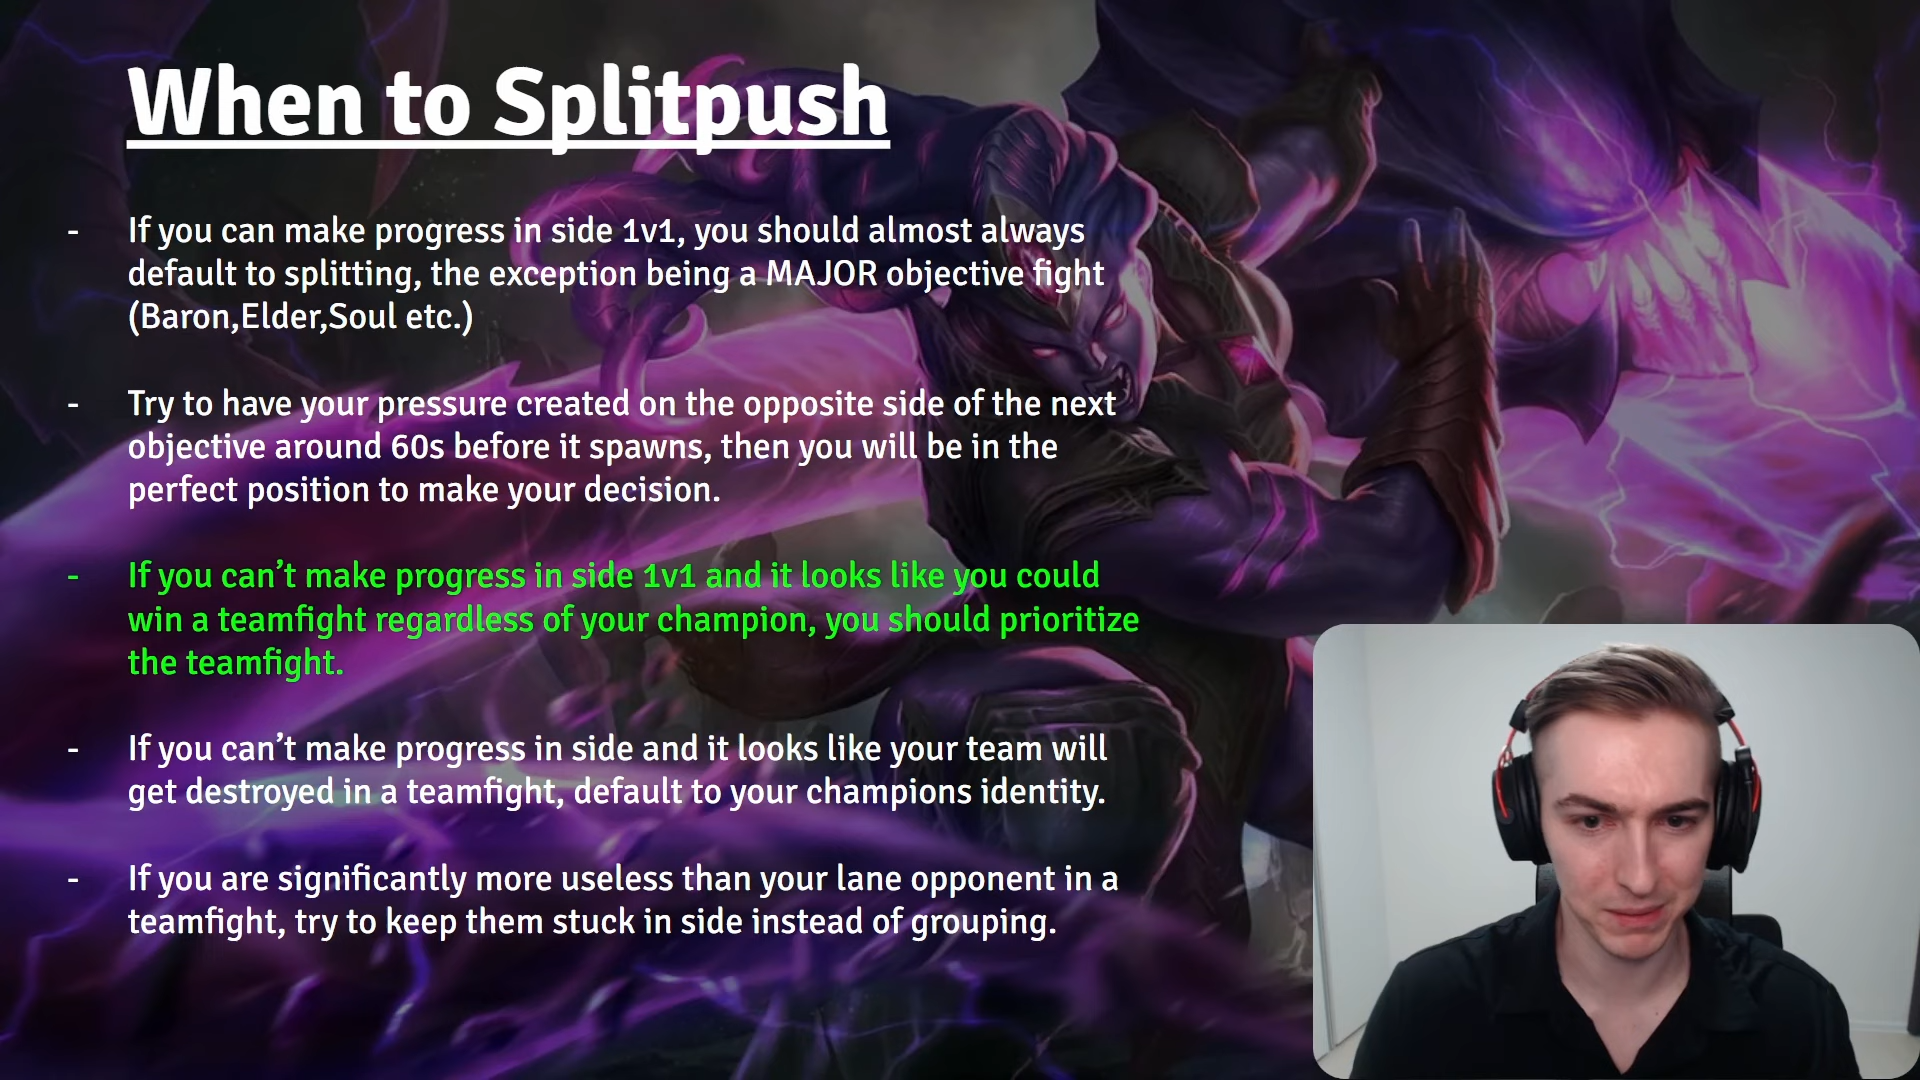 When to Splitpush
- If you can make progress in side 1v1, you should almost always
default to splitting, the exception being a MAJOR objective fight
(Baron,Elder,Soul etc.)
- Try to have your pressure created on the opposite side of the next
objective around 60s before it spawns, then you will be in the
perfect position to make your decision.
- If you can’t make progress in side 1v1 and it looks like you could
win a teamfight regardless of your champion, you should prioritize
the teamfight.
- If you can’t make progress in side and it looks like your team will
get destroyed in a teamfight, default to your champions identity.
- If you are significantly more useless than your lane opponent in a
teamfight, try to keep them stuck in side instead of grouping.